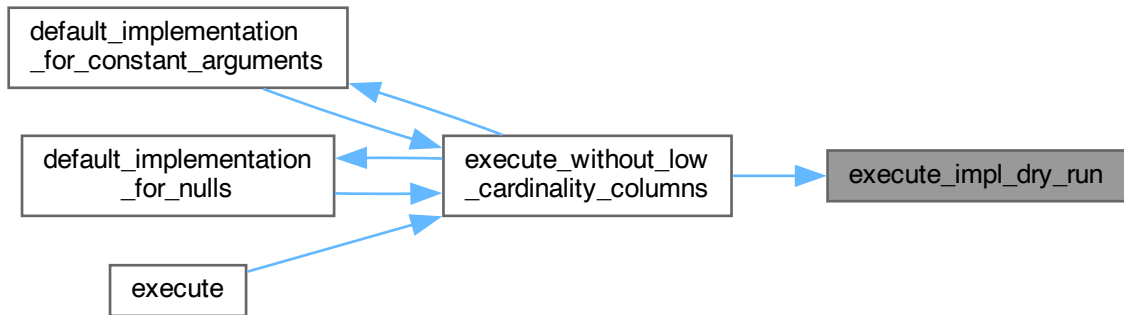 default_implementation
_for_constant_arguments
default_implementation
_for_nulls
execute
execute_without_low
_cardinality_columns
execute_impl_dry_run